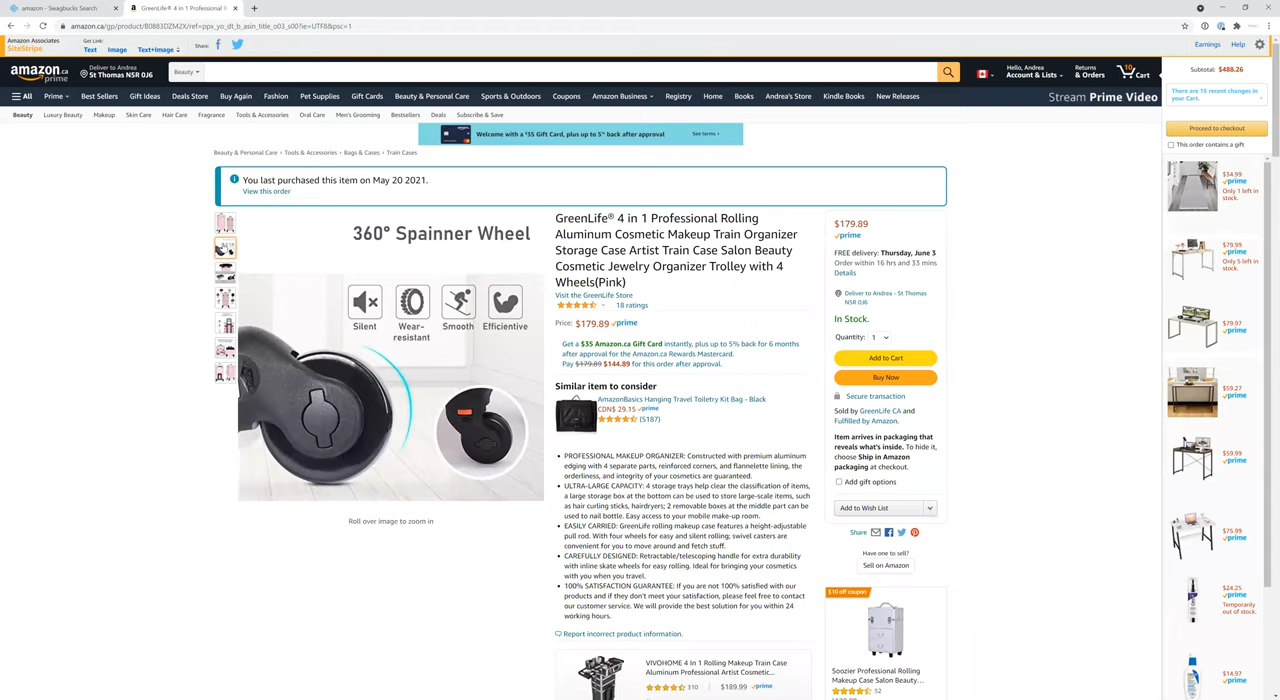 amazon - Swagbucks Search
GreenLife® 4 in 1 Professional R
amazon.ca/gp/product/B0883DZM2X/ref=ppx_yo_dt_b_asin_title_o03_s00?ie=UTF8&psc=1
Amazon Associates
SiteStripe
Get Link:
Text Image Text+Image
Share:
Earnings Help
amazon.ca
prime
Deliver to Andrea
St Thomas N5R 0J6
Beauty
Hello, Andrea
Account & Lists
Returns
& Orders
10
Cart
All Prime Best Sellers Gift Ideas Deals Store Buy Again Fashion Pet Supplies Gift Cards Beauty & Personal Care Sports & Outdoors Coupons Amazon Business Registry Home Books Andrea's Store Kindle Books New Releases
Stream Prime Video
Beauty Luxury Beauty Makeup Skin Care Hair Care Fragrance Tools & Accessories Oral Care Men's Grooming Bestsellers Deals Subscribe & Save
Welcome with a $35 Gift Card, plus up to 5% back after approval
See terms ›
Beauty & Personal Care › Tools & Accessories › Bags & Cases › Train Cases
You last purchased this item on May 20 2021.
View this order
360° Spainner Wheel
Silent
Wear-
resistant
Smooth
Efficientive
Roll over image to zoom in
GreenLife® 4 in 1 Professional Rolling
Aluminum Cosmetic Makeup Train Organizer
Storage Case Artist Train Case Salon Beauty
Cosmetic Jewelry Organizer Trolley with 4
Wheels(Pink)
Visit the GreenLife Store
18 ratings
Price: $179.89 prime
Get a $35 Amazon.ca Gift Card instantly, plus up to 5% back for 6 months
after approval for the Amazon.ca Rewards Mastercard.
Pay $179.89 $144.89 for this order after approval.
Similar item to consider
AmazonBasics Hanging Travel Toiletry Kit Bag - Black
CDN$ 29.15 prime
(5187)
• PROFESSIONAL MAKEUP ORGANIZER: Constructed with premium aluminum
edging with 4 separate parts, reinforced corners, and flannelette lining, the
orderliness, and integrity of your cosmetics are guaranteed.
• ULTRA-LARGE CAPACITY: 4 storage trays help clear the classification of items,
a large storage box at the bottom can be used to store large-scale items, such
as hair curling sticks, hairdryers; 2 removable boxes at the middle part can be
used to nail bottle. Easy access to your mobile make-up room.
• EASILY CARRIED: GreenLife rolling makeup case features a height-adjustable
pull rod. With four wheels for easy and silent rolling; swivel casters are
convenient for you to move around and fetch stuff.
• CAREFULLY DESIGNED: Retractable/telescoping handle for extra durability
with inline skate wheels for easy rolling. Ideal for bringing your cosmetics
with you when you travel.
• 100% SATISFACTION GUARANTEE: If you are not 100% satisfied with our
products and if they don't meet your satisfaction, please feel free to contact
our customer service. We will provide the best solution for you within 24
working hours.
Report incorrect product information.
VIVOHOME 4 In 1 Rolling Makeup Train Case
Aluminum Professional Artist Cosmetic...
310 | $189.99 prime
$179.89
prime
FREE delivery: Thursday, June 3
Order within 16 hrs and 33 mins
Details
Deliver to Andrea - St Thomas
N5R 0J6
In Stock.
Quantity: 1
Add to Cart
Buy Now
Secure transaction
Sold by GreenLife CA and
Fulfilled by Amazon.
Item arrives in packaging that
reveals what's inside. To hide it,
choose Ship in Amazon
packaging at checkout.
Add gift options
Add to Wish List
Share
Have one to sell?
Sell on Amazon
$10 off coupon
Soozier Professional Rolling
Makeup Case Salon Beauty...
52
Subtotal: $488.26
There are 15 recent changes in
your Cart.
Proceed to checkout
This order contains a gift
$54.99
prime
Only 1 left in
stock.
$79.99
prime
Only 5 left in
stock.
$79.97
prime
$59.27
prime
$59.99
prime
$75.99
prime
$24.25
prime
Temporarily
out of stock.
$14.97
prime